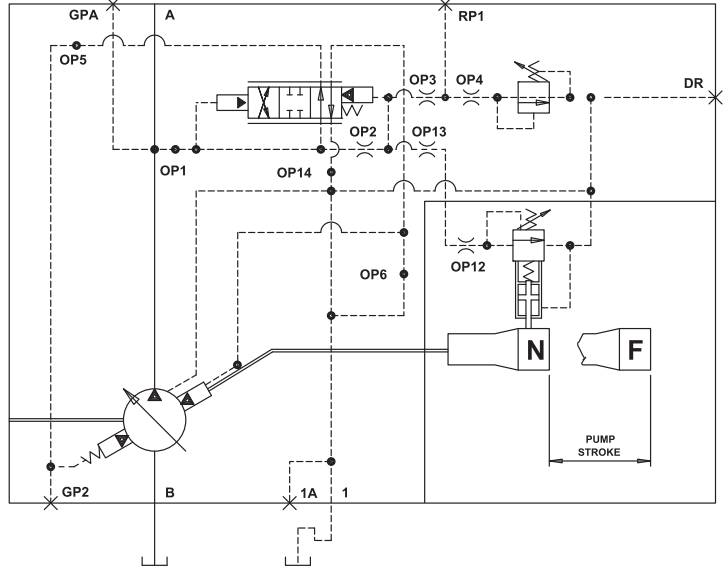 GPA
A
RP1
OP5
OP3
OP4
DR
OP2
OP13
OP1
OP14
OP12
OP6
N
F
PUMP
STROKE
GP2
B
1A
1